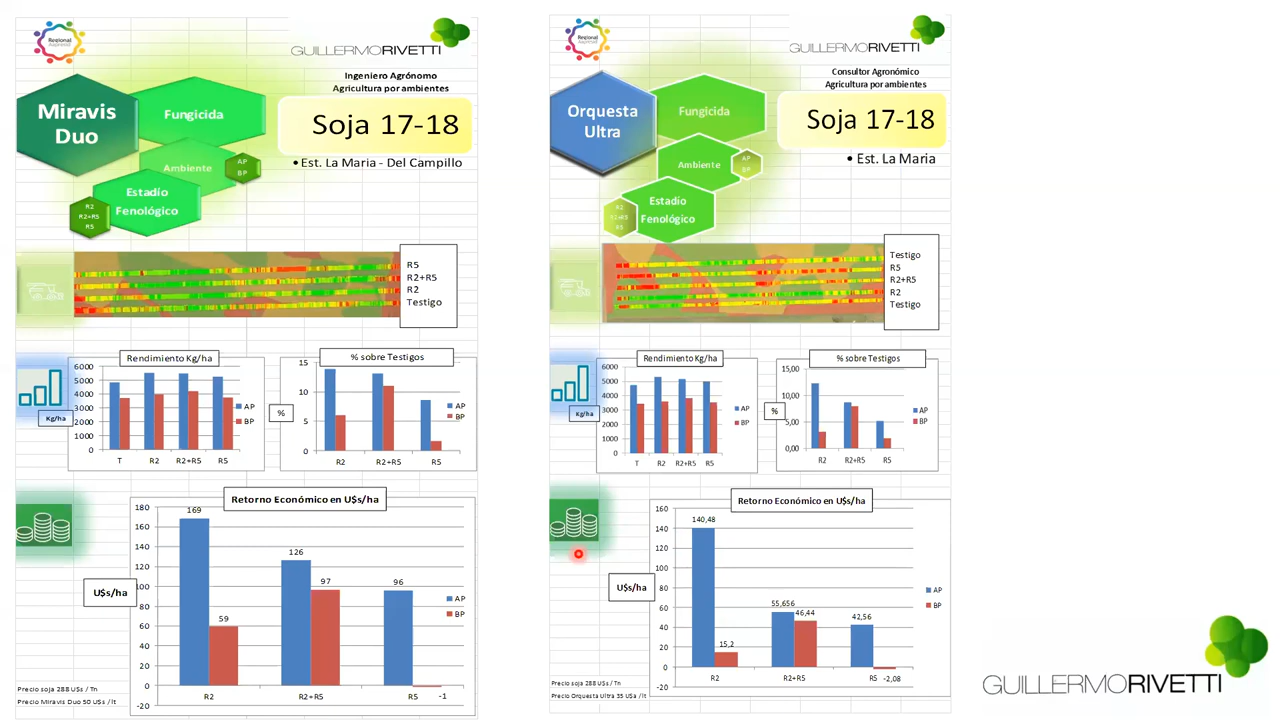 Regional
GUILLERMORIVETTI
Ingeniero Agrónomo
Agricultura por ambientes
Miravis
Duo
Fungicida
Soja 17-18
Ambiente
AP
BP
• Est. La Maria - Del Campillo
Estadío
Fenológico
R2
R2+R5
R5
R5
R2+R5
R2
Testigo
Rendimiento Kg/ha
6000
5000
4000
3000
2000
1000
0
T R2 R2+R5 R5
AP
BP
Kg/ha
% sobre Testigos
15
10
5
0
R2 R2+R5 R5
AP
BP
%
Retorno Económico en U$s/ha
180
160
140
120
100
80
60
40
20
0
-20
169
59
126
97
96
-1
R2 R2+R5 R5
AP
BP
U$s/ha
Precio soja 288 U$s / Tn
Precio Miravis Duo 50 U$s / lt
Regional
GUILLERMORIVETTI
Consultor Agronómico
Agricultura por ambientes
Orquesta
Ultra
Fungicida
Soja 17-18
Ambiente
AP
BP
• Est. La Maria
Estadío
Fenológico
R2
R2+R5
R5
Testigo
R5
R2+R5
R2
Testigo
Rendimiento Kg/ha
6000
5000
4000
3000
2000
1000
0
T R2 R2+R5 R5
AP
BP
Kg/ha
% sobre Testigos
15,00
10,00
5,00
0,00
R2 R2+R5 R5
AP
BP
%
Retorno Económico en U$s/ha
160
140
120
100
80
60
40
20
0
-20
140,48
15,2
55,656
46,44
42,56
-2,08
R2 R2+R5 R5
AP
BP
U$s/ha
Precio soja 288 U$s / Tn
Precio Orquesta Ultra 35 U$a / lt
GUILLERMORIVETTI